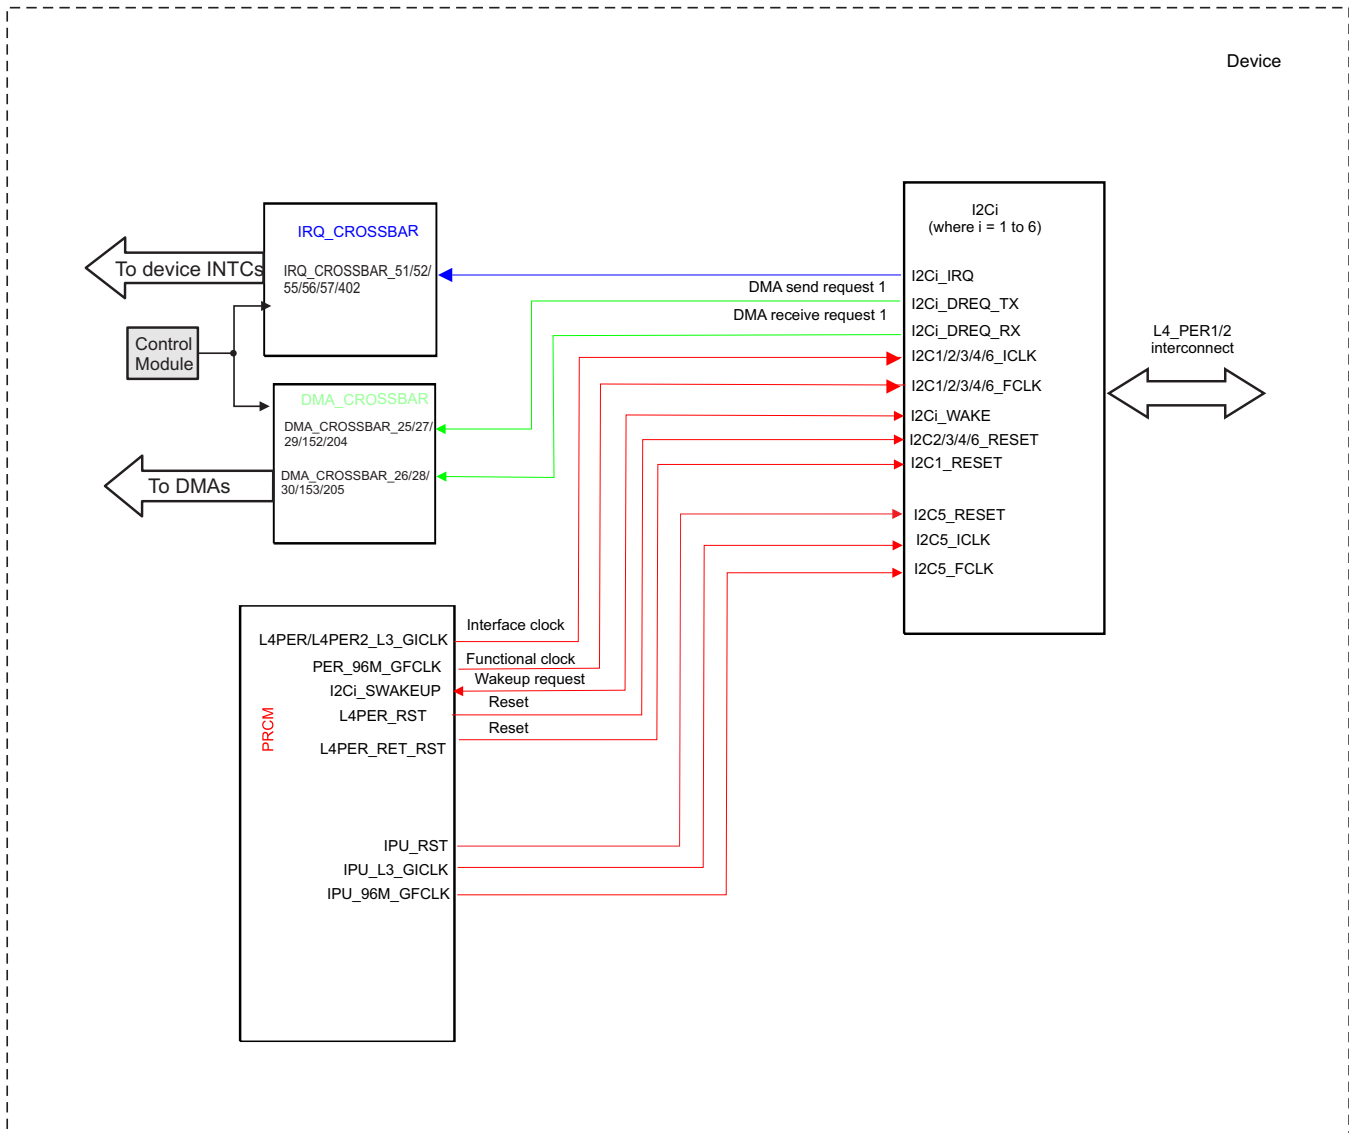 Device
IRQ_CROSSBAR
IRQ_CROSSBAR_51/52/
55/56/57/402
To device INTCs
Control
Module
DMA_CROSSBAR
DMA_CROSSBAR_25/27/
29/152/204
DMA_CROSSBAR_26/28/
30/153/205
To DMAs
DMA send request 1
DMA receive request 1
I2Ci
(where i = 1 to 6)
I2Ci_IRQ
I2Ci_DREQ_TX
I2Ci_DREQ_RX
I2C1/2/3/4/6_ICLK
I2C1/2/3/4/6_FCLK
I2Ci_WAKE
I2C2/3/4/6_RESET
I2C1_RESET
I2C5_RESET
I2C5_ICLK
I2C5_FCLK
L4_PER1/2
interconnect
PRCM
L4PER/L4PER2_L3_GICLK
PER_96M_GFCLK
I2Ci_SWAKEUP
L4PER_RST
L4PER_RET_RST
IPU_RST
IPU_L3_GICLK
IPU_96M_GFCLK
Interface clock
Functional clock
Wakeup request
Reset
Reset